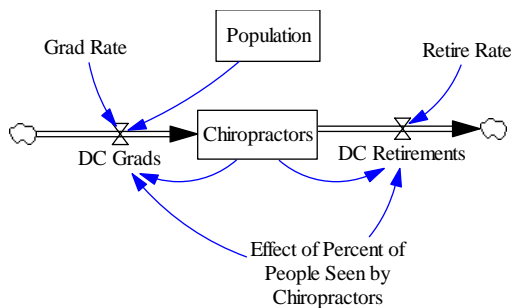 Population
Grad Rate
Retire Rate
Chiropractors
DC Grads
DC Retirements
Effect of Percent of
People Seen by
Chiropractors